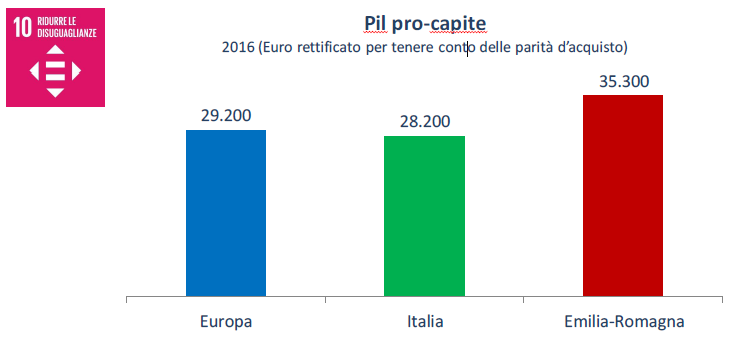 10 RIDURRE LE
DISUGUAGLIANZE
Pil pro-capite
2016 (Euro rettificato per tenere conto delle parità d'acquisto)
29.200
28.200
35.300
Europa
Italia
Emilia-Romagna